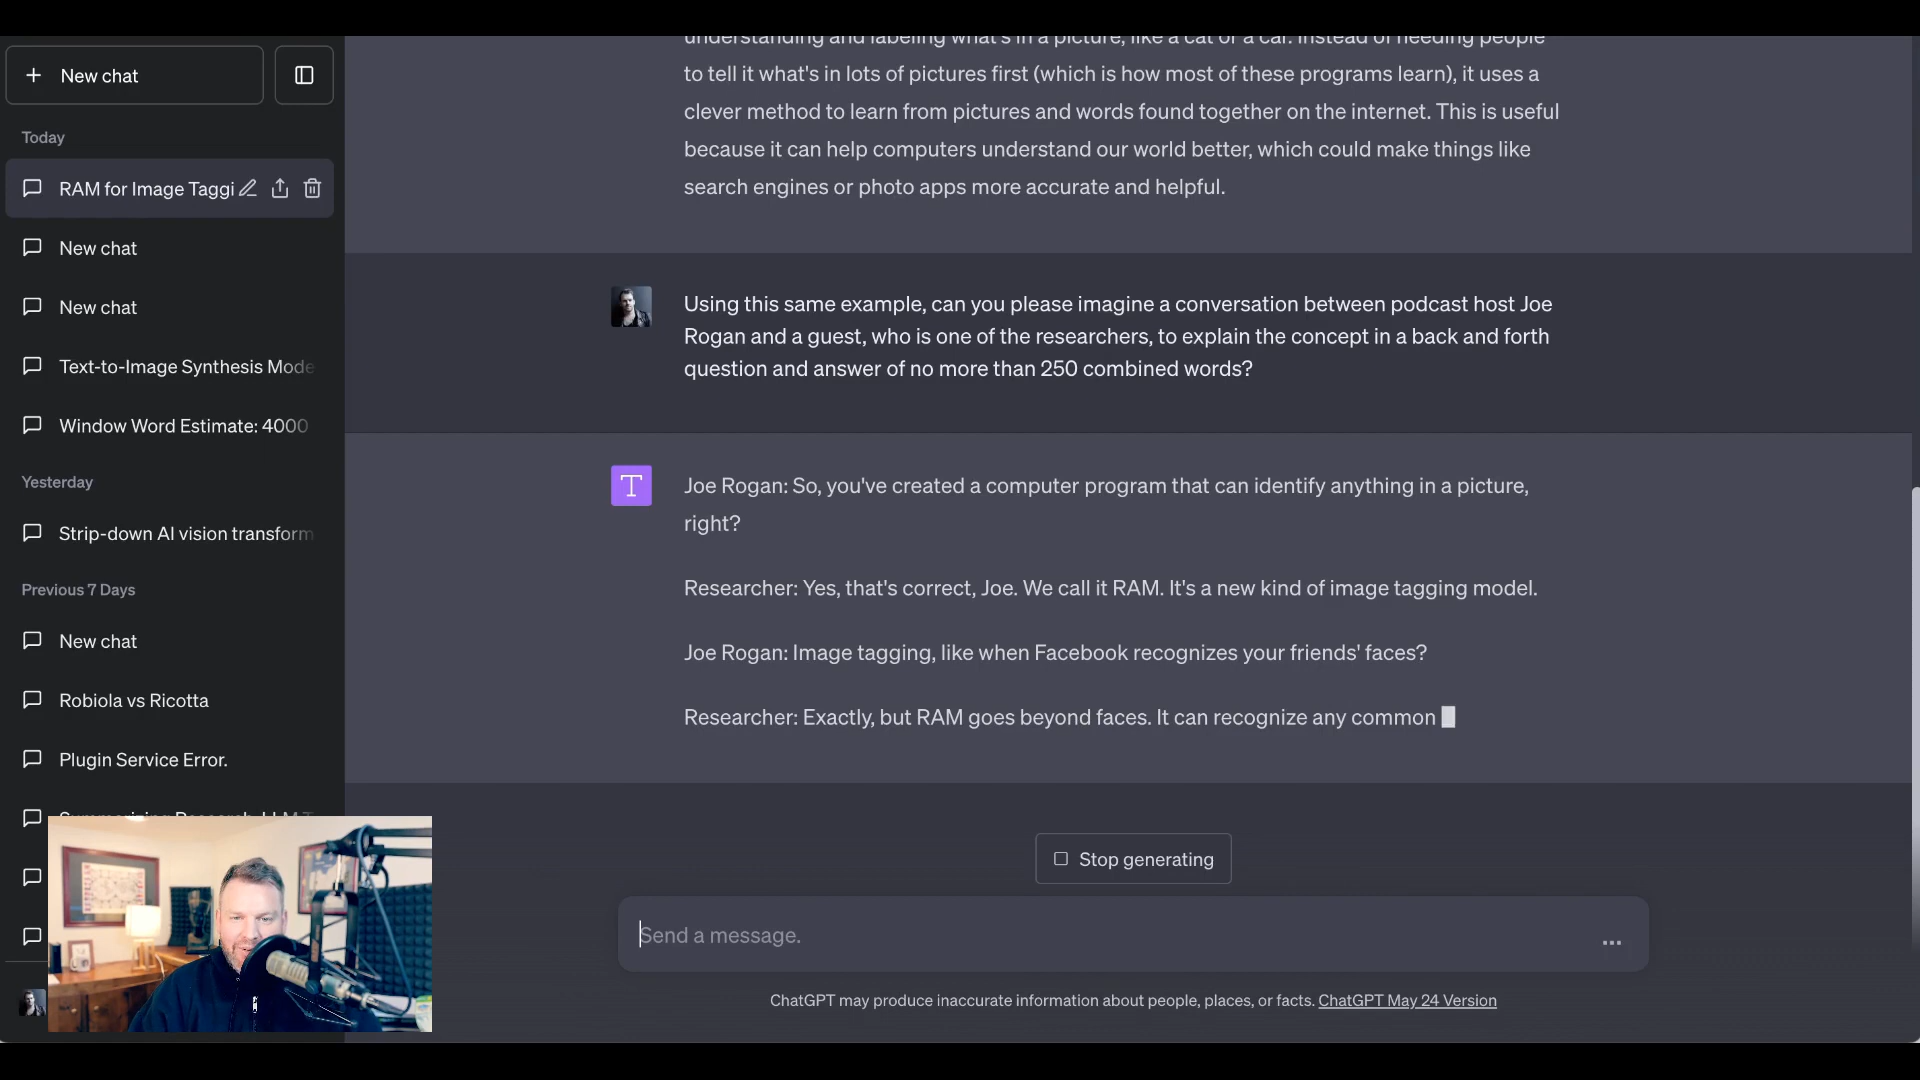 New chat
Today
RAM for Image Taggi
New chat
New chat
Text-to-Image Synthesis Mode
Window Word Estimate: 4000
Yesterday
Strip-down AI vision transform
Previous 7 Days
New chat
Robiola vs Ricotta
Plugin Service Error.
to tell it what's in lots of pictures first (which is how most of these programs learn), it uses a
clever method to learn from pictures and words found together on the internet. This is useful
because it can help computers understand our world better, which could make things like
search engines or photo apps more accurate and helpful.
Using this same example, can you please imagine a conversation between podcast host Joe
Rogan and a guest, who is one of the researchers, to explain the concept in a back and forth
question and answer of no more than 250 combined words?
T
Joe Rogan: So, you've created a computer program that can identify anything in a picture,
right?
Researcher: Yes, that's correct, Joe. We call it RAM. It's a new kind of image tagging model.
Joe Rogan: Image tagging, like when Facebook recognizes your friends' faces?
Researcher: Exactly, but RAM goes beyond faces. It can recognize any common
Stop generating
Send a message.
ChatGPT may produce inaccurate information about people, places, or facts. ChatGPT May 24 Version